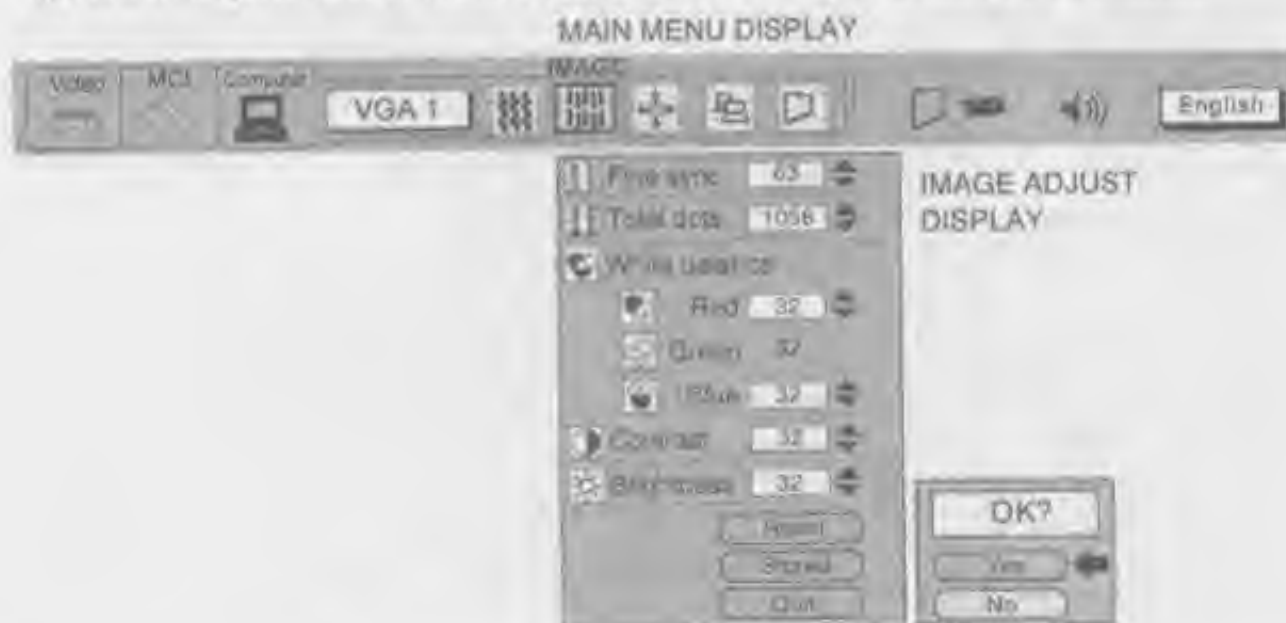 MAIN MENU DISPLAY
IMAGE
Video MCI Computer VGA 1 English
Fine sync 63
Total dots 1056
White balance
Red 32
Green 32
Blue 32
Contrast 32
Brightness 32
Reset
Stored
Quit
IMAGE ADJUST
DISPLAY
OK?
Yes
No